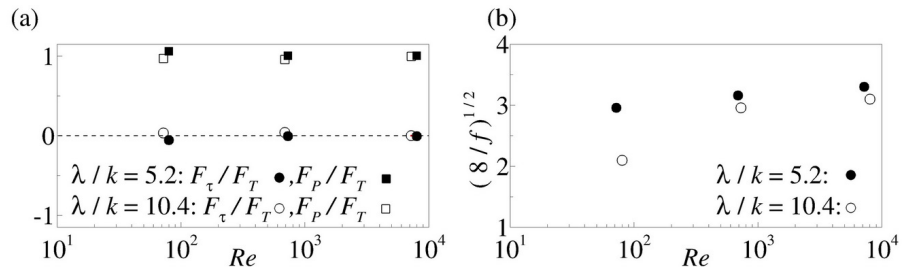 (a)
1
0
-1
λ / k = 5.2: F_τ / F_T ●, F_P / F_T ■
λ / k = 10.4: F_τ / F_T ○, F_P / F_T □
10^1 10^2 10^3 10^4
Re
(b)
(8 / f)^{1/2}
4
3
2
1
λ / k = 5.2: ●
λ / k = 10.4: ○
10^1 10^2 10^3 10^4
Re